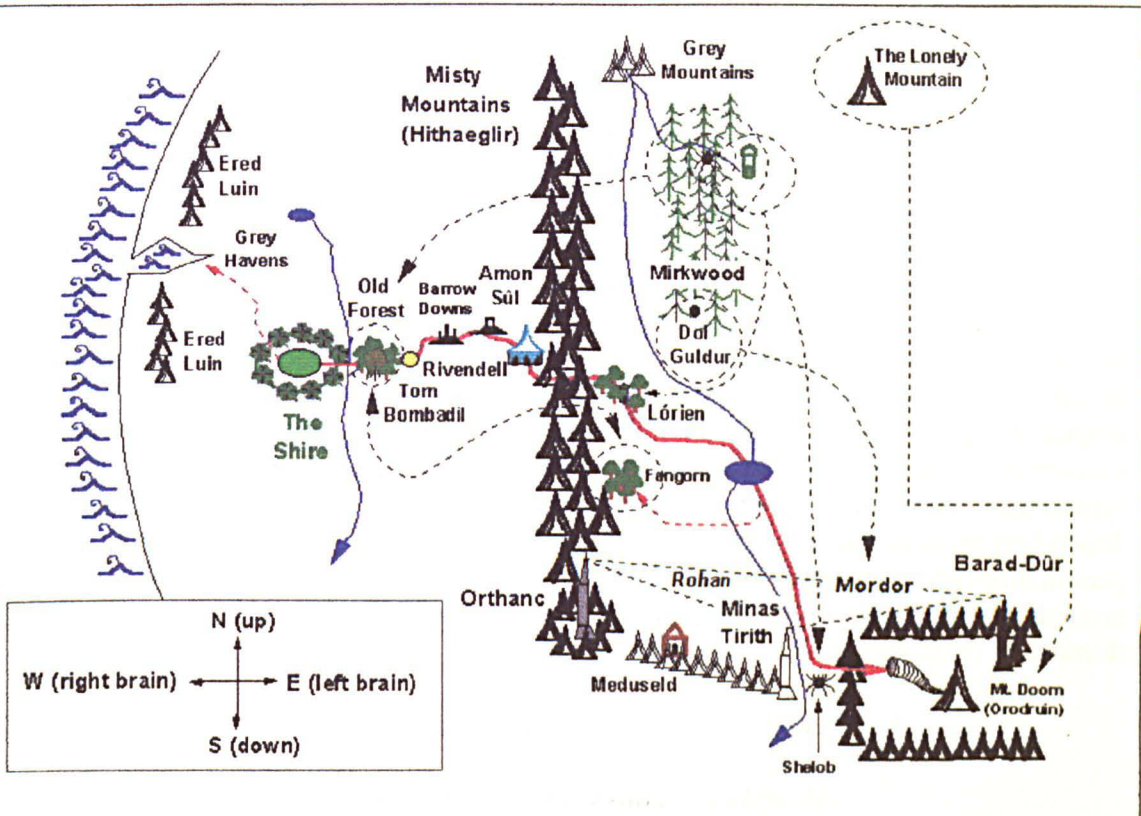 Grey
Mountains
The Lonely
Mountain
Misty
Mountains
(Hithaeglir)
Ered
Luin
Grey
Havens
Old
Forest
Barrow
Downs
Amon
Sûl
Mirkwood
Dol
Guldur
Ered
Luin
Rivendell
Tom
Bombadil
Lórien
The
Shire
Fangorn
Rohan
Mordor
Barad-Dûr
Orthanc
Minas
Tirith
Meduseld
Mt. Doom
(Orodruin)
Shelob
N (up)
W (right brain)
E (left brain)
S (down)